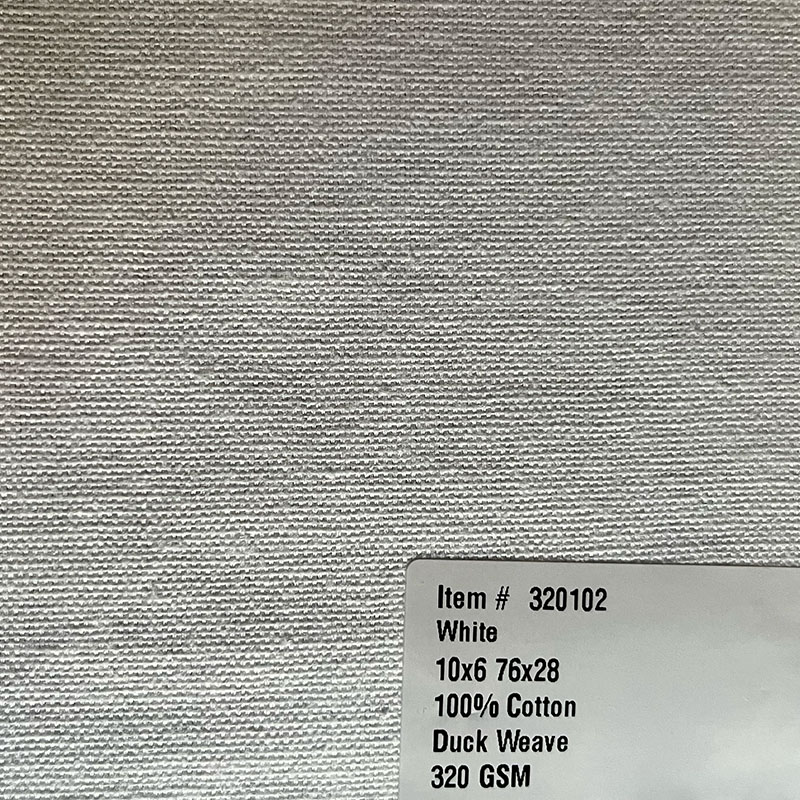 Item # 320102
White
10x6 76x28
100% Cotton
Duck Weave
320 GSM